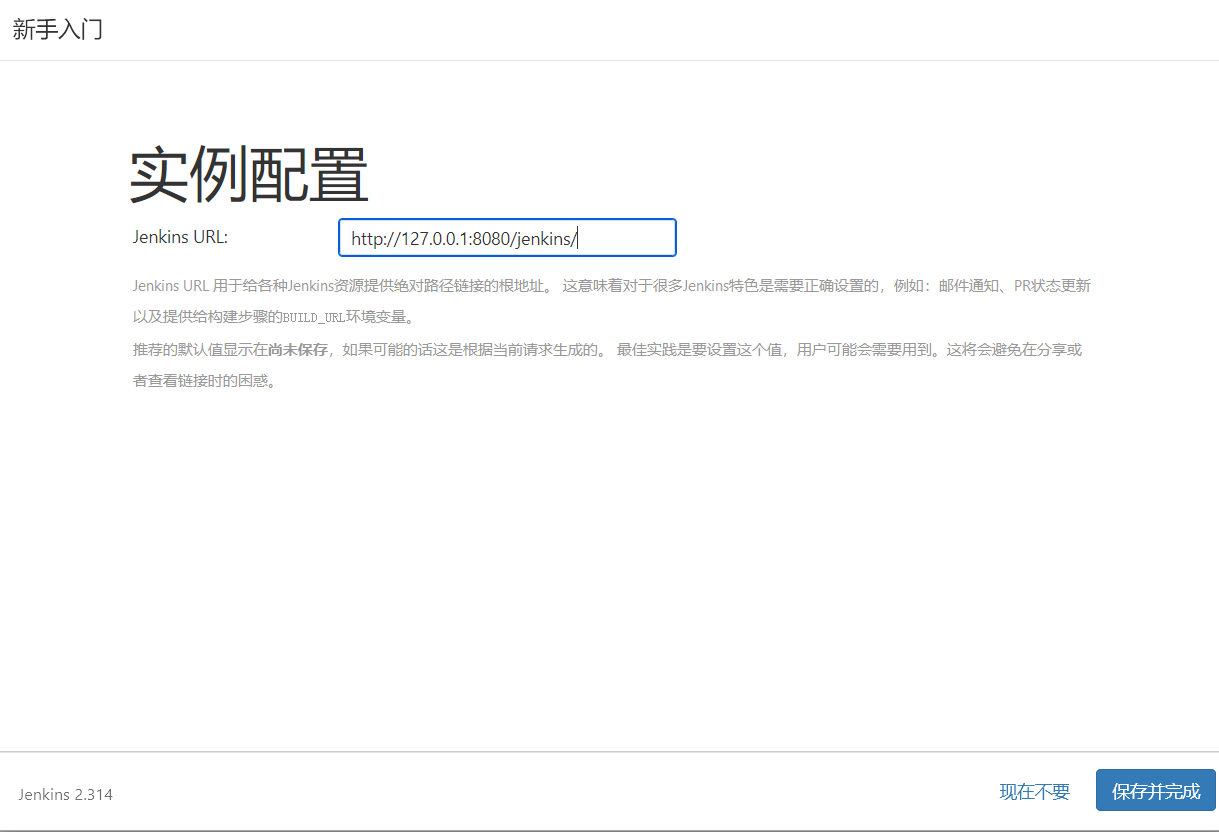 新手入门
实例配置
Jenkins URL:
http://127.0.0.1:8080/jenkins/
Jenkins URL 用于给各种Jenkins资源提供绝对路径链接的根地址。 这意味着对于很多Jenkins特色是需要正确设置的，例如：邮件通知、PR状态更新
以及提供给构建步骤的BUILD_URL环境变量。
推荐的默认值显示在尚未保存，如果可能的话这是根据当前请求生成的。 最佳实践是要设置这个值，用户可能会需要用到。这将会避免在分享或
者查看链接时的困惑。
Jenkins 2.314
现在不要
保存并完成